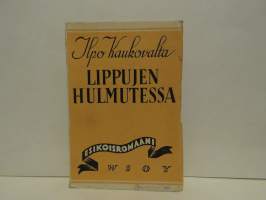 Ilpo Kaukovalta
LIPPUJEN
HULMUTESSA
ESIKOISROMAANI
WSOY